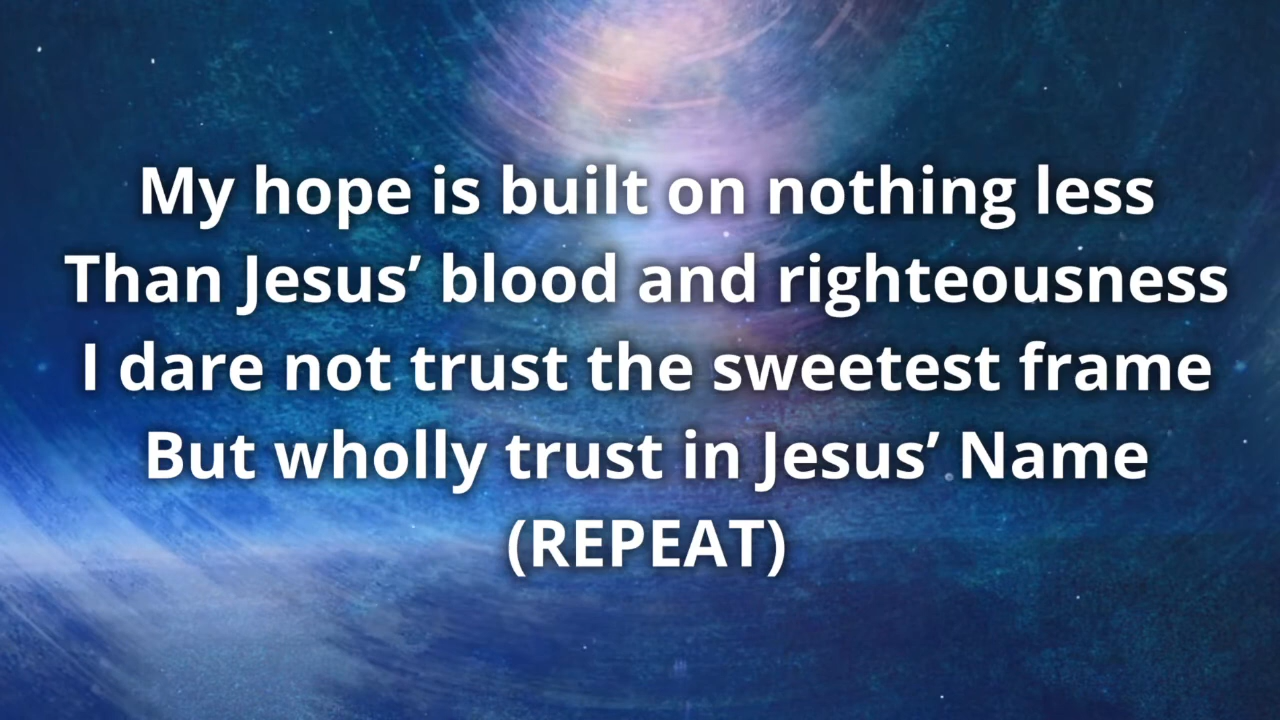 My hope is built on nothing less
Than Jesus’ blood and righteousness
I dare not trust the sweetest frame
But wholly trust in Jesus’ Name
(REPEAT)